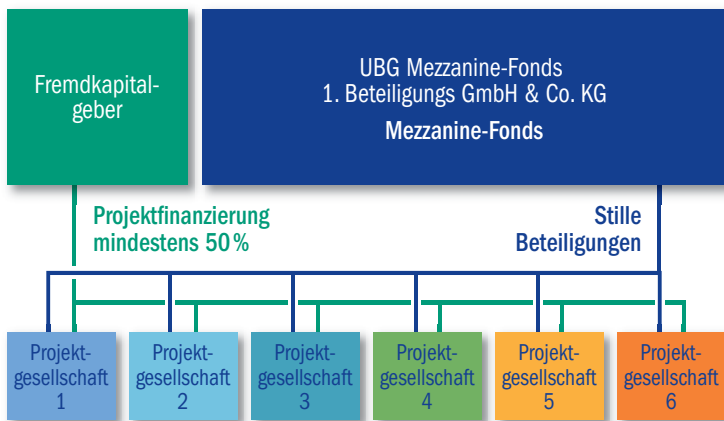 Fremdkapital-
geber
UBG Mezzanine-Fonds
1. Beteiligungs GmbH & Co. KG
Mezzanine-Fonds
Projektfinanzierung
mindestens 50 %
Stille
Beteiligungen
Projekt-
gesellschaft
1
Projekt-
gesellschaft
2
Projekt-
gesellschaft
3
Projekt-
gesellschaft
4
Projekt-
gesellschaft
5
Projekt-
gesellschaft
6